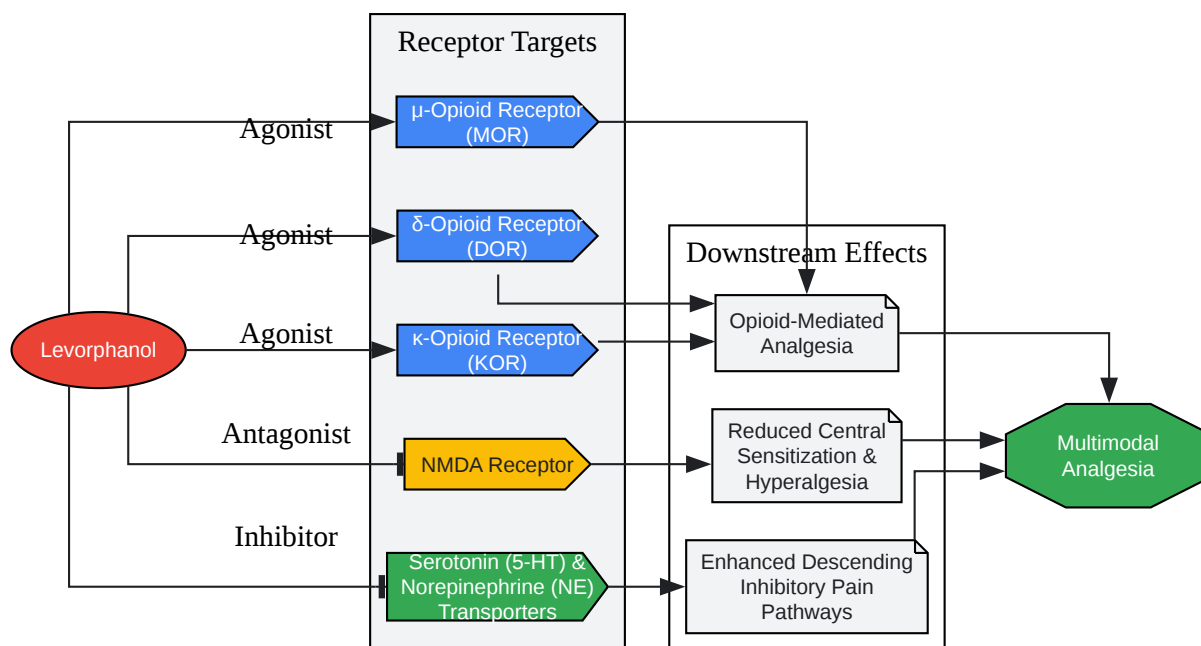 Receptor Targets
Agonist
μ-Opioid Receptor
(MOR)
Agonist
δ-Opioid Receptor
(DOR)
Downstream Effects
Levorphanol
Agonist
κ-Opioid Receptor
(KOR)
Opioid-Mediated
Analgesia
Antagonist
NMDA Receptor
Reduced Central
Sensitization &
Hyperalgesia
Multimodal
Analgesia
Inhibitor
Serotonin (5-HT) &
Norepinephrine (NE)
Transporters
Enhanced Descending
Inhibitory Pain
Pathways